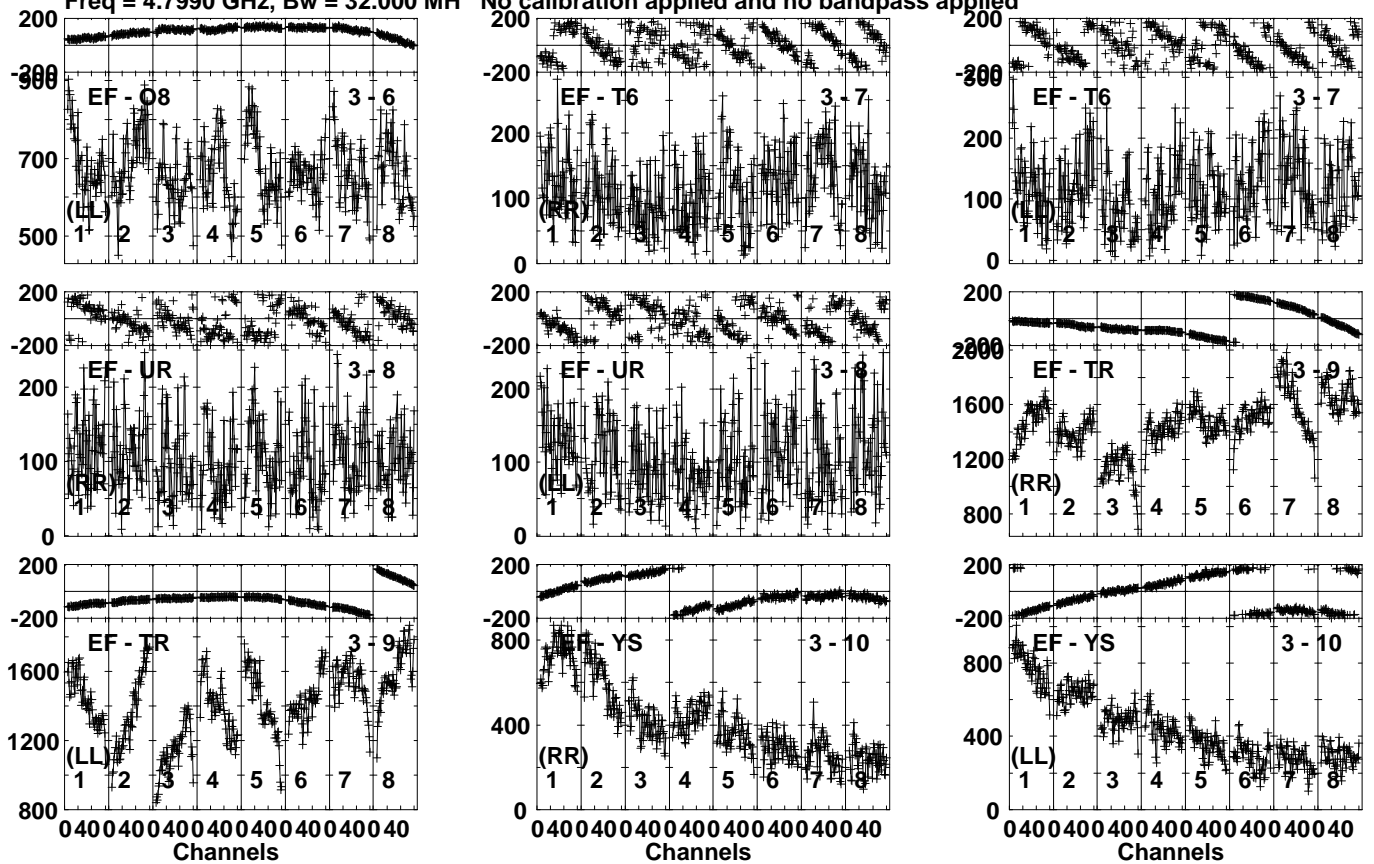 Freq = 4.7990 GHz, Bw = 32.000 MH No calibration applied and no bandpass applied
200
-200
900
700
500
EF - O8 3 - 6
(LL)
1 2 3 4 5 6 7 8
200
-200
200
100
0
EF - T6 3 - 7
(RR)
1 2 3 4 5 6 7 8
200
-200
300
200
100
0
EF - T6 3 - 7
(LL)
1 2 3 4 5 6 7 8
200
-200
200
100
0
EF - UR 3 - 8
(RR)
1 2 3 4 5 6 7 8
200
-200
200
100
0
EF - UR 3 - 8
(LL)
1 2 3 4 5 6 7 8
200
-200
2000
1600
1200
800
EF - TR 3 - 9
(RR)
1 2 3 4 5 6 7 8
200
-200
1600
1200
800
EF - TR 3 - 9
(LL)
1 2 3 4 5 6 7 8
0 40 0 40 0 40 0 40 0 40 0 40 0 40 0 40
Channels
200
-200
800
400
0
EF - YS 3 - 10
(RR)
1 2 3 4 5 6 7 8
0 40 0 40 0 40 0 40 0 40 0 40 0 40 0 40
Channels
200
-200
800
400
0
EF - YS 3 - 10
(LL)
1 2 3 4 5 6 7 8
0 40 0 40 0 40 0 40 0 40 0 40 0 40 0 40
Channels